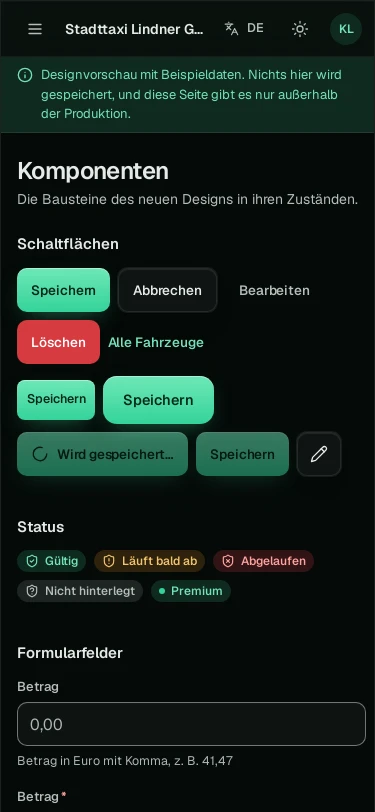 Stadttaxi Lindner G... DE KL
Designvorschau mit Beispieldaten. Nichts hier wird
gespeichert, und diese Seite gibt es nur außerhalb
der Produktion.
Komponenten
Die Bausteine des neuen Designs in ihren Zuständen.
Schaltflächen
Speichern Abbrechen Bearbeiten
Löschen Alle Fahrzeuge
Speichern Speichern
Wird gespeichert... Speichern
Status
Gültig Läuft bald ab Abgelaufen
Nicht hinterlegt Premium
Formularfelder
Betrag
0,00
Betrag in Euro mit Komma, z. B. 41,47
Betrag *